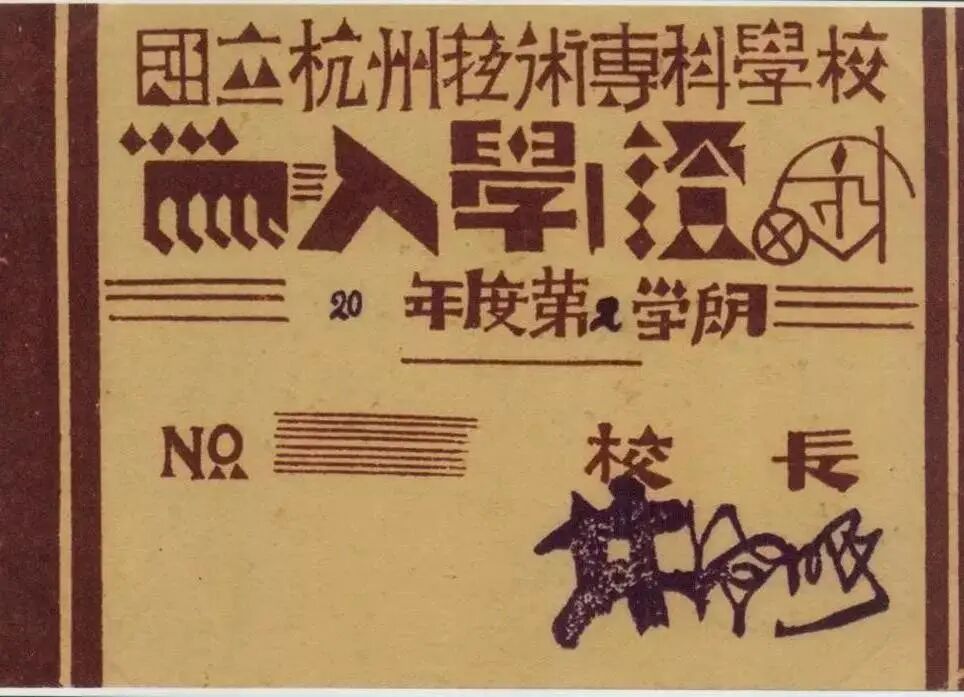 國立杭州藝術專科學校
入學證
20 年度第2学期
No 校長